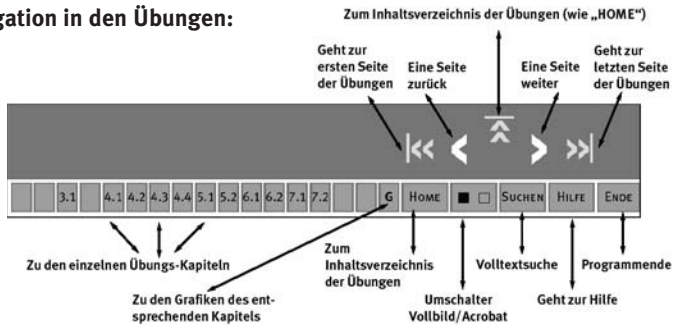 gation in den Übungen:
Zum Inhaltsverzeichnis der Übungen (wie „HOME“)
Geht zur
ersten Seite
der Übungen
Eine Seite
zurück
Eine Seite
weiter
Geht zur
letzten Seite
der Übungen
3.1 4.1 4.2 4.3 4.4 5.1 5.2 6.1 6.2 7.1 7.2 G HOME SUCHEN HILFE ENDE
Zu den einzelnen Übungs-Kapiteln
Zu den Grafiken des ent-
sprechenden Kapitels
Zum
Inhaltsverzeichnis
der Übungen
Umschalter
Vollbild/Acrobat
Volltextsuche
Geht zur Hilfe
Programmende